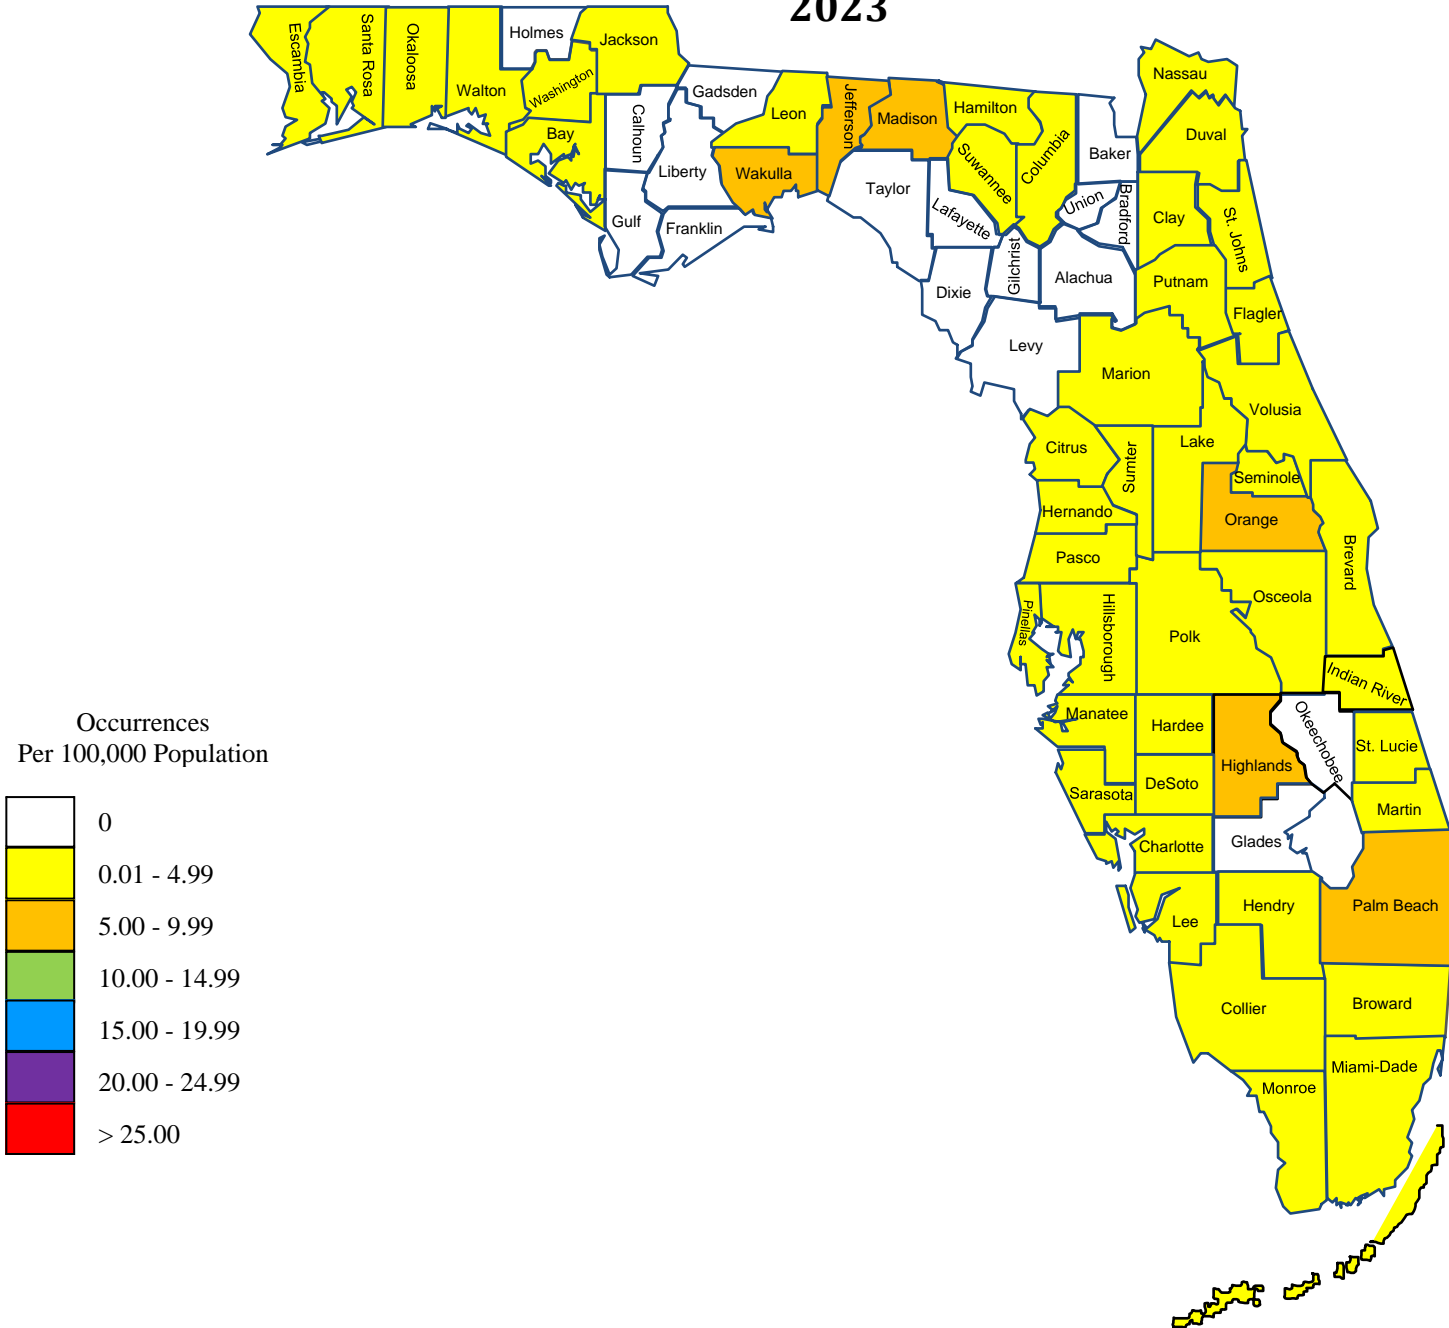 2023
Holmes
Jackson
Escambia
Santa Rosa
Okaloosa
Walton
Washington
Bay
Calhoun
Gadsden
Liberty
Gulf
Franklin
Leon
Wakulla
Jefferson
Madison
Taylor
Hamilton
Suwannee
Columbia
Lafayette
Dixie
Gilchrist
Baker
Union
Bradford
Alachua
Levy
Nassau
Duval
Clay
St. Johns
Putnam
Flagler
Marion
Volusia
Citrus
Sumter
Lake
Seminole
Hernando
Orange
Pasco
Brevard
Osceola
Pinellas
Hillsborough
Polk
Indian River
Manatee
Hardee
Highlands
Okeechobee
St. Lucie
Sarasota
DeSoto
Martin
Charlotte
Glades
Lee
Hendry
Palm Beach
Collier
Broward
Monroe
Miami-Dade
Occurrences
Per 100,000 Population
0
0.01 - 4.99
5.00 - 9.99
10.00 - 14.99
15.00 - 19.99
20.00 - 24.99
> 25.00